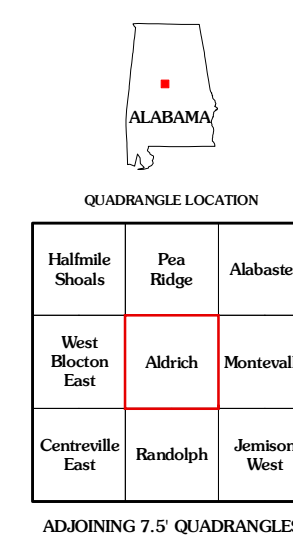 ALABAMA
QUADRANGLE LOCATION
Halfmile
Shoals
Pea
Ridge
Alabaste
West
Blocton
East
Aldrich
Monteval
Centreville
East
Randolph
Jemison
West
ADJOINING 7.5' QUADRANGLES